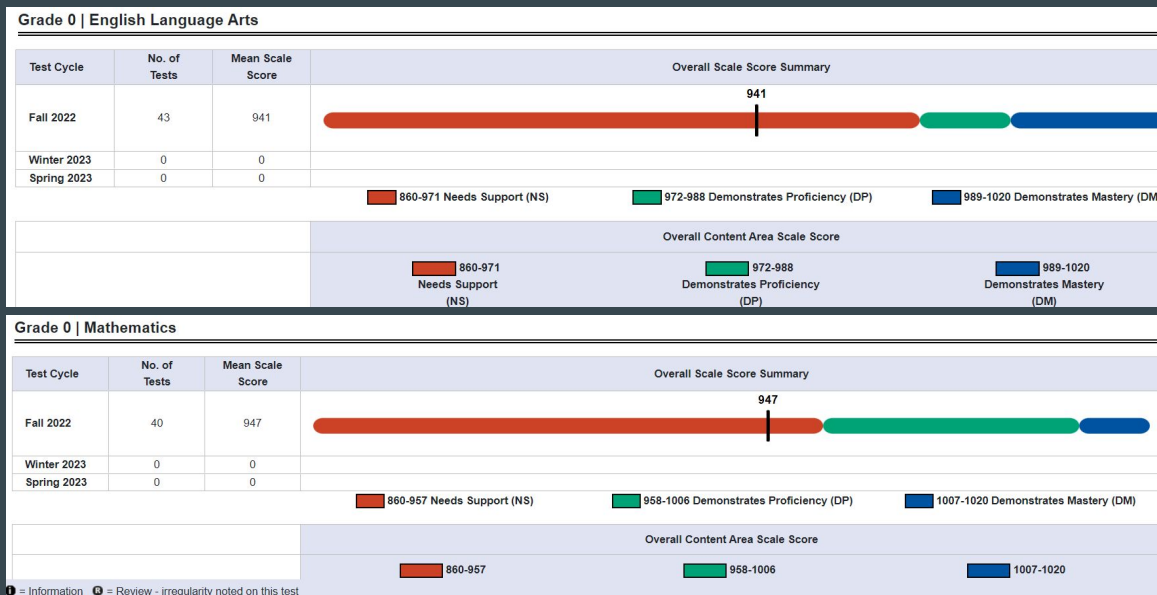 Grade 0 | English Language Arts
Test Cycle No. of Tests Mean Scale Score Overall Scale Score Summary
941
Fall 2022 43 941
Winter 2023 0 0
Spring 2023 0 0
860-971 Needs Support (NS) 972-988 Demonstrates Proficiency (DP) 989-1020 Demonstrates Mastery (DM
Overall Content Area Scale Score
860-971 972-988 989-1020
Needs Support Demonstrates Proficiency Demonstrates Mastery
(NS) (DP) (DM)
Grade 0 | Mathematics
Test Cycle No. of Tests Mean Scale Score Overall Scale Score Summary
947
Fall 2022 40 947
Winter 2023 0 0
Spring 2023 0 0
860-957 Needs Support (NS) 958-1006 Demonstrates Proficiency (DP) 1007-1020 Demonstrates Mastery (DM)
Overall Content Area Scale Score
860-957 958-1006 1007-1020
i = Information R = Review - irregularity noted on this test